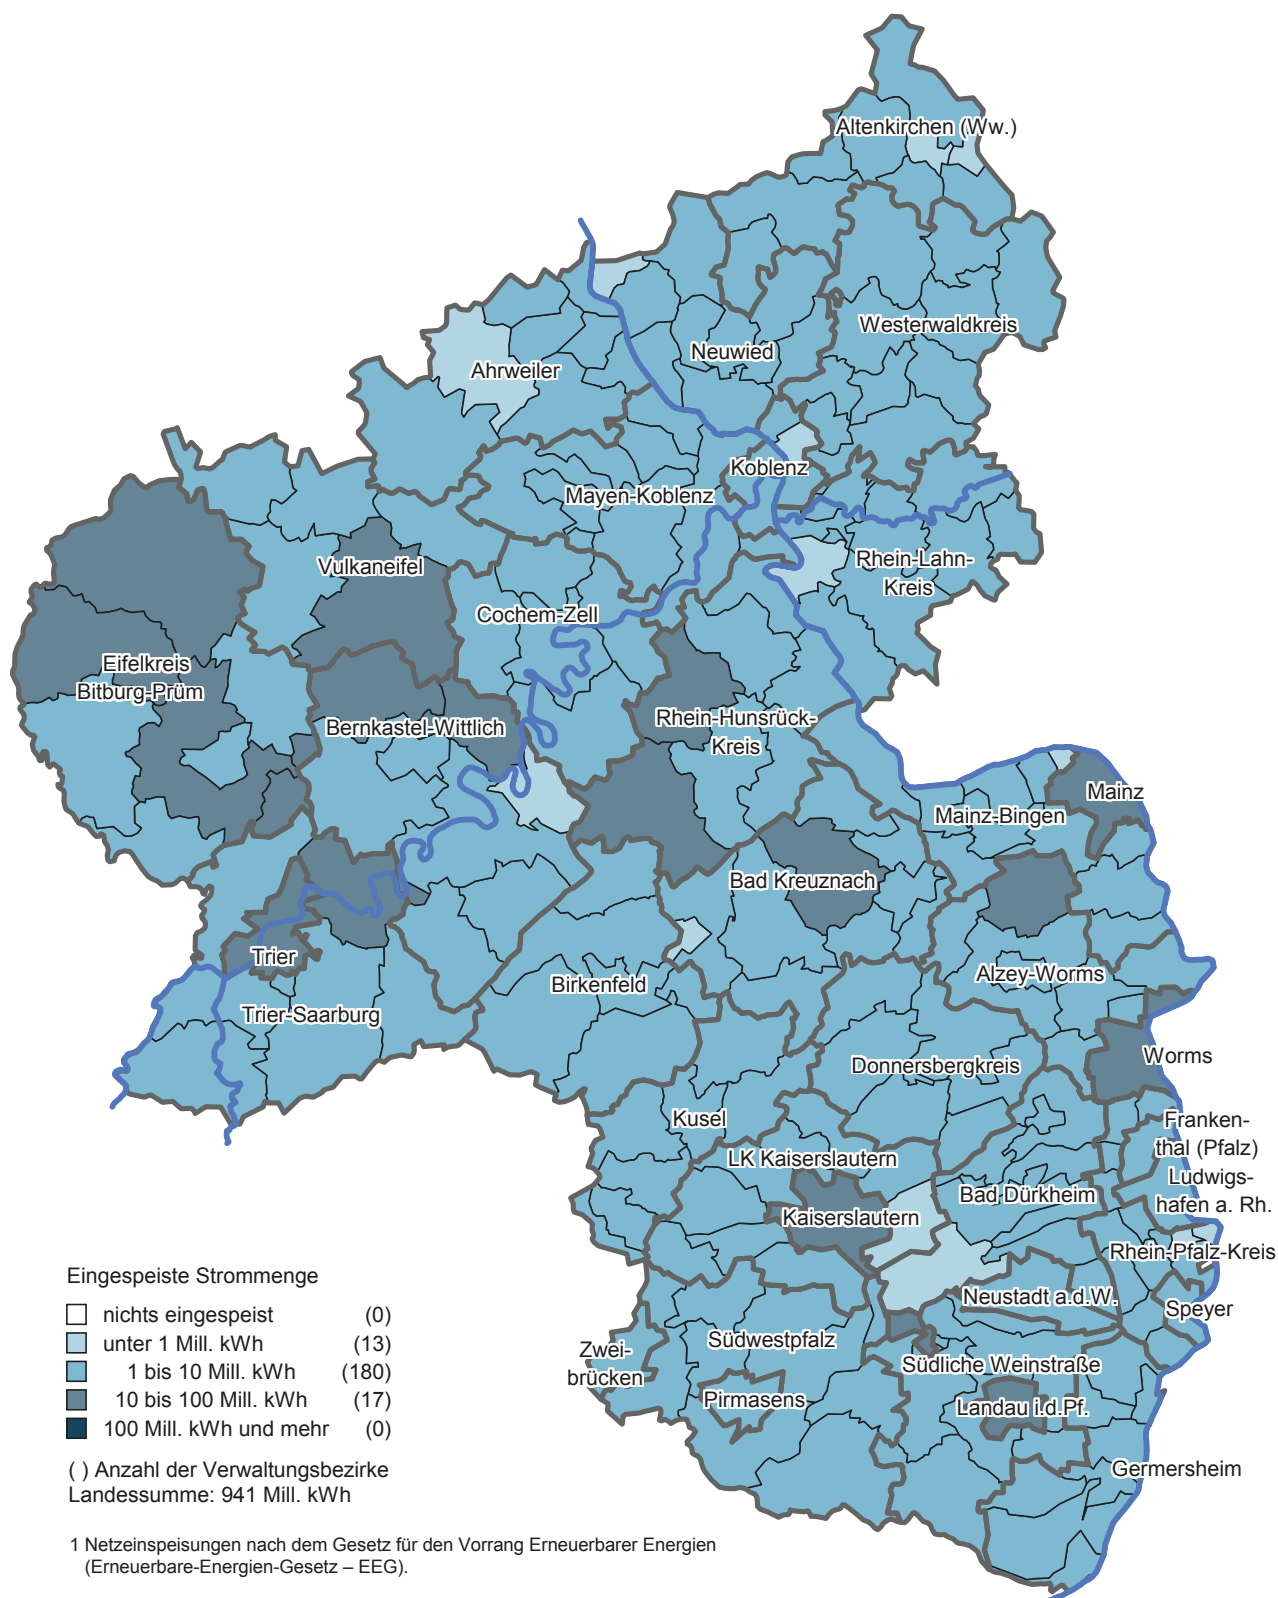 Altenkirchen (Ww.)
Westerwaldkreis
Neuwied
Ahrweiler
Koblenz
Mayen-Koblenz
Rhein-Lahn-
Kreis
Vulkaneifel
Cochem-Zell
Eifelkreis
Bitburg-Prüm
Bernkastel-Wittlich
Rhein-Hunsrück-
Kreis
Mainz
Mainz-Bingen
Bad Kreuznach
Trier
Alzey-Worms
Birkenfeld
Trier-Saarburg
Worms
Donnersbergkreis
Kusel
Franken-
thal (Pfalz)
LK Kaiserslautern
Ludwigs-
hafen a. Rh.
Bad Dürkheim
Kaiserslautern
Rhein-Pfalz-Kreis
Neustadt a.d.W.
Speyer
Zwei-
brücken
Südwestpfalz
Südliche Weinstraße
Pirmasens
Landau i.d.Pf.
Germersheim
Eingespeiste Strommenge
nichts eingespeist (0)
unter 1 Mill. kWh (13)
1 bis 10 Mill. kWh (180)
10 bis 100 Mill. kWh (17)
100 Mill. kWh und mehr (0)
( ) Anzahl der Verwaltungsbezirke
Landessumme: 941 Mill. kWh
1 Netzeinspeisungen nach dem Gesetz für den Vorrang Erneuerbarer Energien
(Erneuerbare-Energien-Gesetz – EEG).